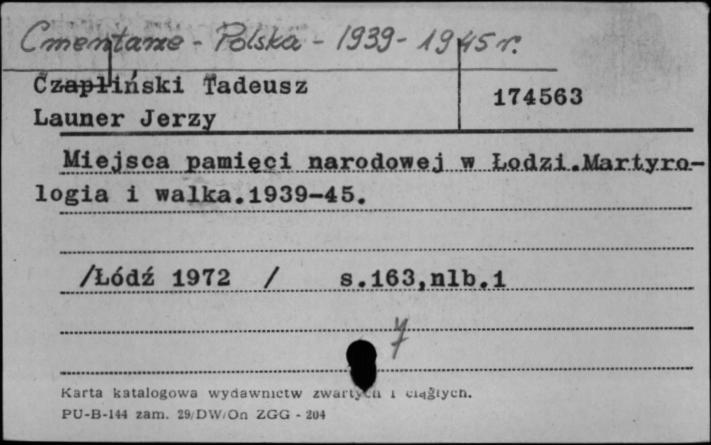 Cmentarze - Polska - 1939 - 1945 r.
Czapliński Tadeusz
174563
Launer Jerzy
Miejsca pamięci narodowej w Łodzi.Martyro-
logia i walka.1939-45.
/Łódź 1972 / s.163,nlb.1
7
Karta katalogowa wydawnictw zwartych i ciągłych.
PU-B-144 zam. 29/DW/On ZGG - 204